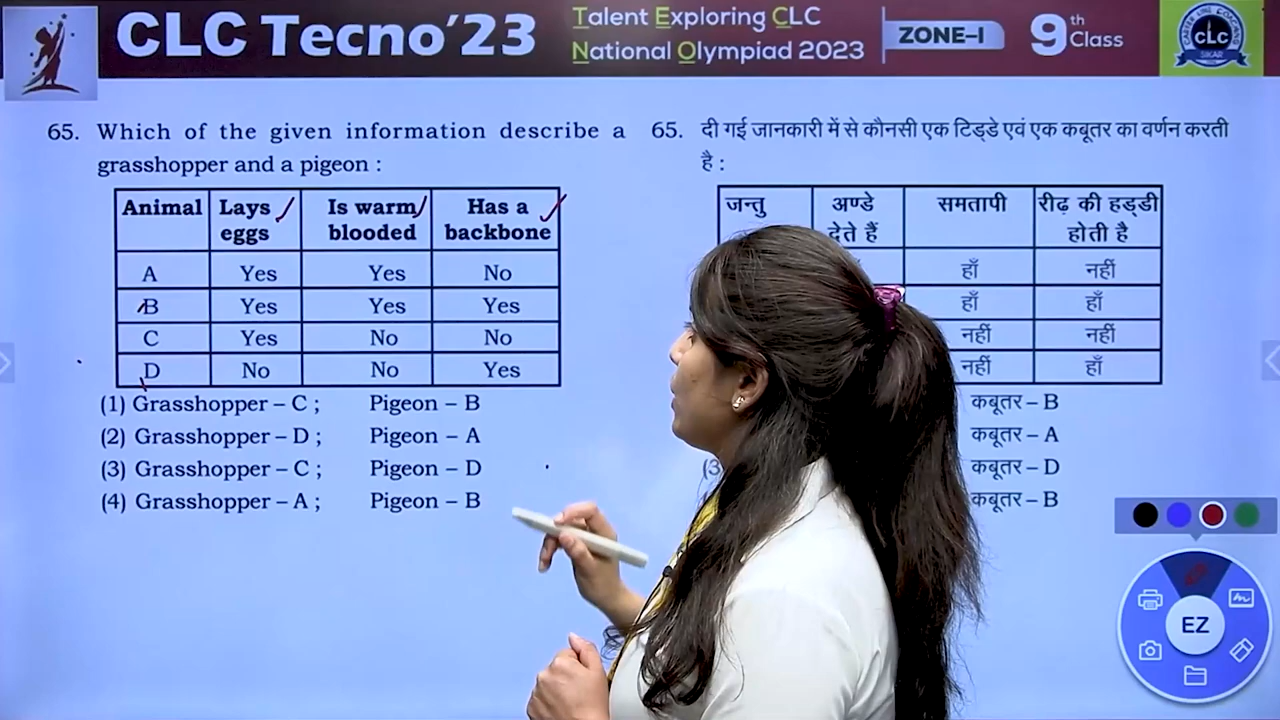 CLC Tecno'23
Talent Exploring CLC
National Olympiad 2023
ZONE–I
9th Class
CLC
SIKAR
65. Which of the given information describe a
grasshopper and a pigeon :
Animal Lays eggs Is warm blooded Has a backbone
A Yes Yes No
B Yes Yes Yes
C Yes No No
D No No Yes
(1) Grasshopper – C ; Pigeon – B
(2) Grasshopper – D ; Pigeon – A
(3) Grasshopper – C ; Pigeon – D
(4) Grasshopper – A ; Pigeon – B
65. दी गई जानकारी में से कौनसी एक टिड्डे एवं एक कबूतर का वर्णन करती
है :
जन्तु अण्डे देते हैं समतापी रीढ़ की हड्डी होती है
हाँ नहीं
हाँ हाँ
नहीं नहीं
नहीं हाँ
कबूतर – B
कबूतर – A
(3 कबूतर – D
कबूतर – B
EZ